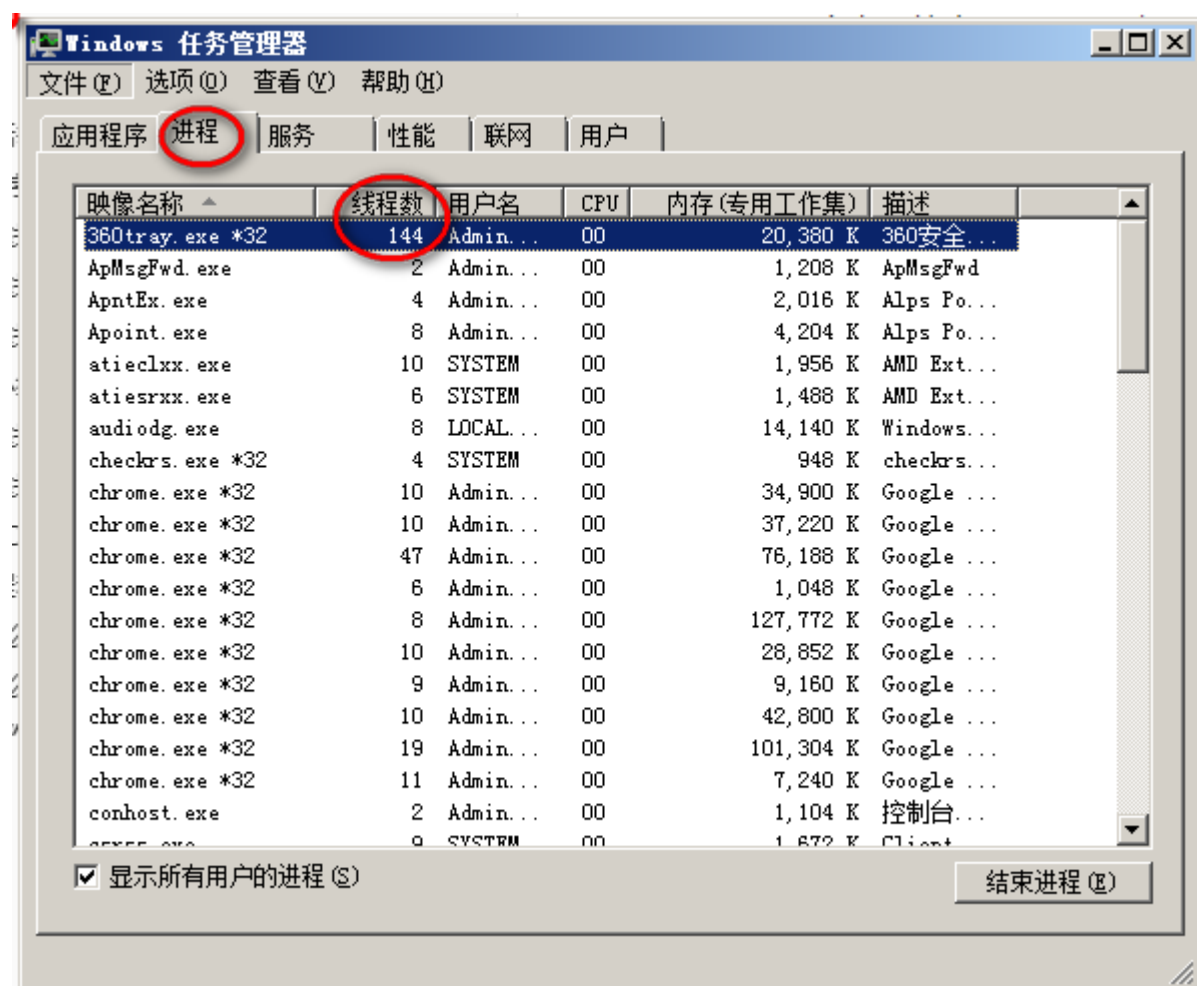 Windows 任务管理器
文件(F) 选项(O) 查看(V) 帮助(H)
应用程序 进程 服务 性能 联网 用户
映像名称 线程数 用户名 CPU 内存(专用工作集) 描述
360tray.exe *32 144 Admin... 00 20,380 K 360安全...
ApMsgFwd.exe 2 Admin... 00 1,208 K ApMsgFwd
ApntEx.exe 4 Admin... 00 2,016 K Alps Po...
Apoint.exe 8 Admin... 00 4,204 K Alps Po...
atieclxx.exe 10 SYSTEM 00 1,956 K AMD Ext...
atiesrxx.exe 6 SYSTEM 00 1,488 K AMD Ext...
audiodg.exe 8 LOCAL... 00 14,140 K Windows...
checkrs.exe *32 4 SYSTEM 00 948 K checkrs...
chrome.exe *32 10 Admin... 00 34,900 K Google ...
chrome.exe *32 10 Admin... 00 37,220 K Google ...
chrome.exe *32 47 Admin... 00 76,188 K Google ...
chrome.exe *32 6 Admin... 00 1,048 K Google ...
chrome.exe *32 8 Admin... 00 127,772 K Google ...
chrome.exe *32 10 Admin... 00 28,852 K Google ...
chrome.exe *32 9 Admin... 00 9,160 K Google ...
chrome.exe *32 10 Admin... 00 42,800 K Google ...
chrome.exe *32 19 Admin... 00 101,304 K Google ...
chrome.exe *32 11 Admin... 00 7,240 K Google ...
conhost.exe 2 Admin... 00 1,104 K 控制台...
csrss.exe 9 SYSTEM 00 1,672 K Client
显示所有用户的进程(S)
结束进程(E)